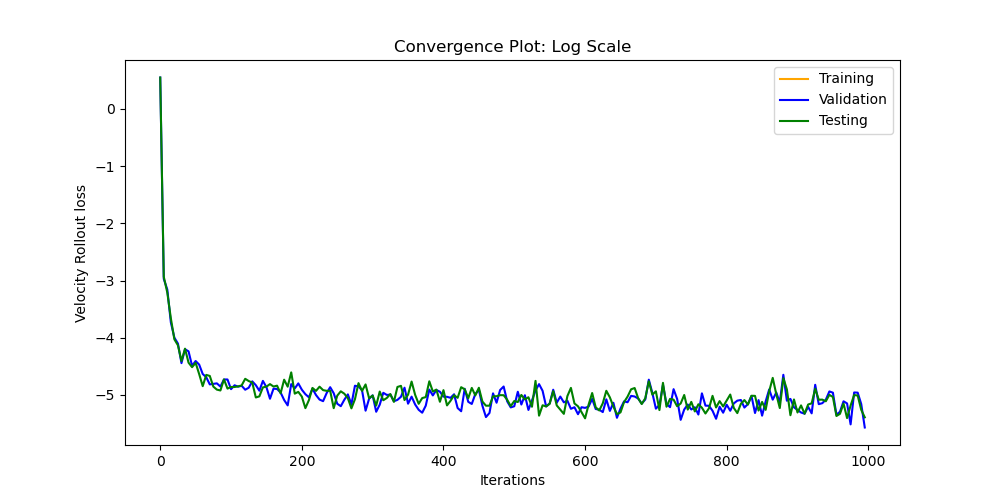 Convergence Plot: Log Scale
Training
Validation
Testing
Velocity Rollout loss
0
−1
−2
−3
−4
−5
0 200 400 600 800 1000
Iterations